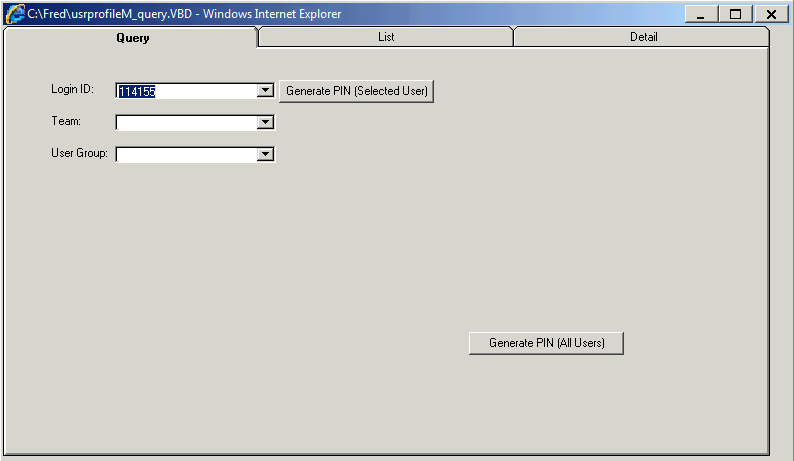 C:\Fred\usrprofileM_query.VBD - Windows Internet Explorer
Query List Detail
Login ID: 114155 Generate PIN (Selected User)
Team:
User Group:
Generate PIN (All Users)